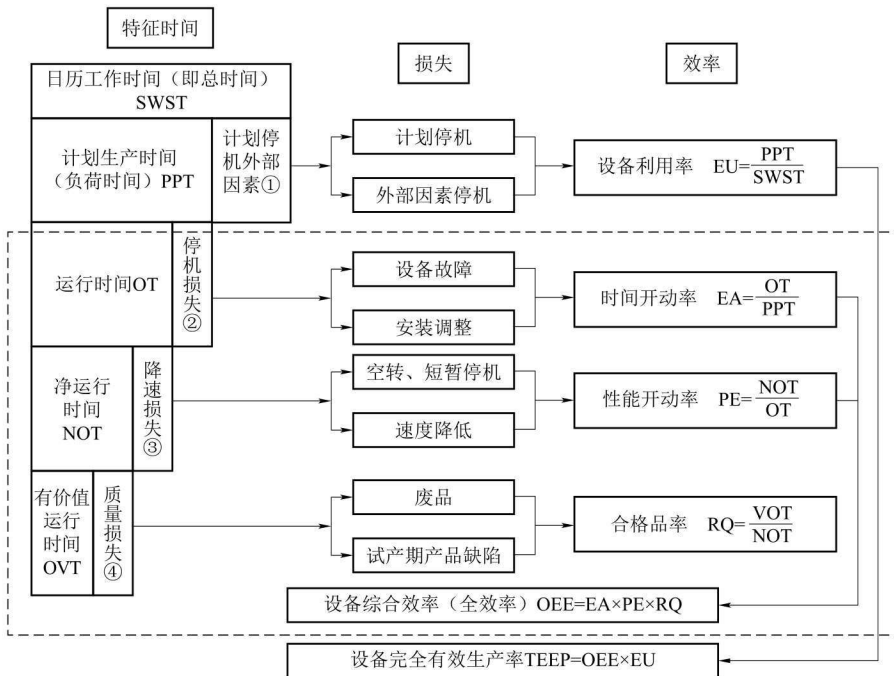 特征时间
损失
效率
日历工作时间（即总时间）
SWST
计划生产时间
（负荷时间）PPT
计划停
机外部
因素①
计划停机
外部因素停机
设备利用率 EU=PPT/SWST
运行时间OT
停机损失②
设备故障
安装调整
时间开动率 EA=OT/PPT
净运行
时间
NOT
降速损失③
空转、短暂停机
速度降低
性能开动率 PE=NOT/OT
有价值
运行
时间
OVT
质量损失④
废品
试产期产品缺陷
合格品率 RQ=VOT/NOT
设备综合效率（全效率）OEE=EA×PE×RQ
设备完全有效生产率TEEP=OEE×EU